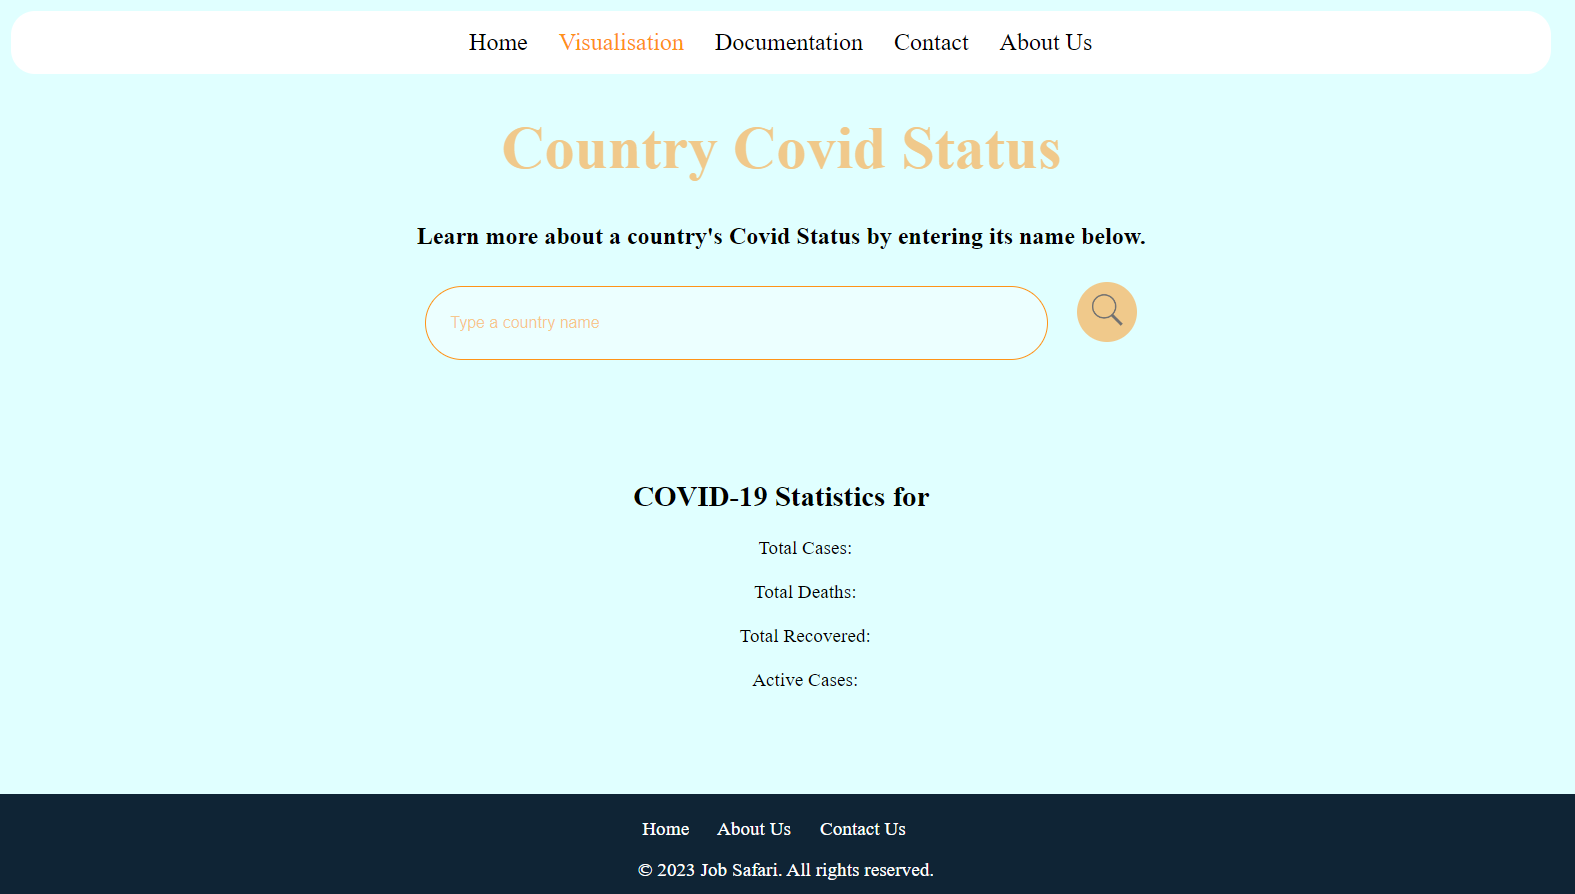 Home Visualisation Documentation Contact About Us
Country Covid Status
Learn more about a country's Covid Status by entering its name below.
Type a country name
COVID-19 Statistics for
Total Cases:
Total Deaths:
Total Recovered:
Active Cases:
Home About Us Contact Us
© 2023 Job Safari. All rights reserved.